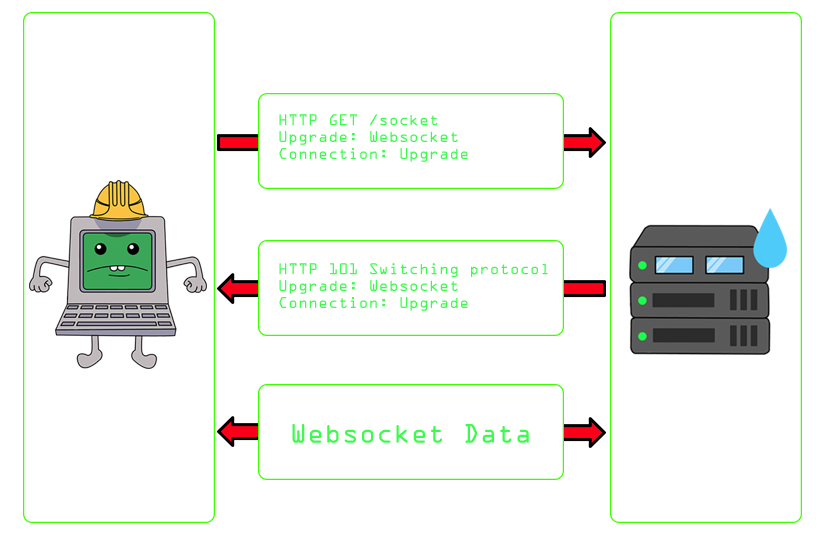 HTTP GET /socket
Upgrade: Websocket
Connection: Upgrade
HTTP 101 Switching protocol
Upgrade: Websocket
Connection: Upgrade
Websocket Data